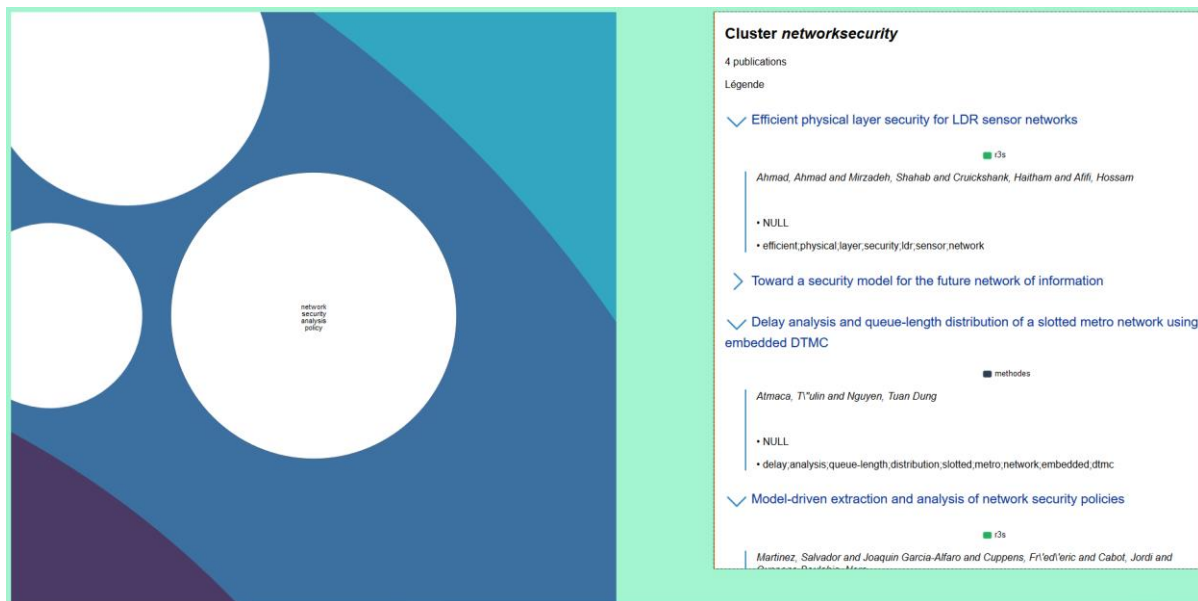 network
security
analysis
policy
Cluster networksecurity
4 publications
Légende
Efficient physical layer security for LDR sensor networks
r3s
Ahmad, Ahmad and Mirzadeh, Shahab and Cruickshank, Haitham and Afifi, Hossam
• NULL
• efficient;physical;layer;security;ldr;sensor;network
Toward a security model for the future network of information
Delay analysis and queue-length distribution of a slotted metro network using
embedded DTMC
methodes
Atmaca, T\"ulin and Nguyen, Tuan Dung
• NULL
• delay;analysis;queue-length;distribution;slotted;metro;network;embedded;dtmc
Model-driven extraction and analysis of network security policies
r3s
Martinez, Salvador and Joaquin Garcia-Alfaro and Cuppens, Fr\'ed\'eric and Cabot, Jordi and